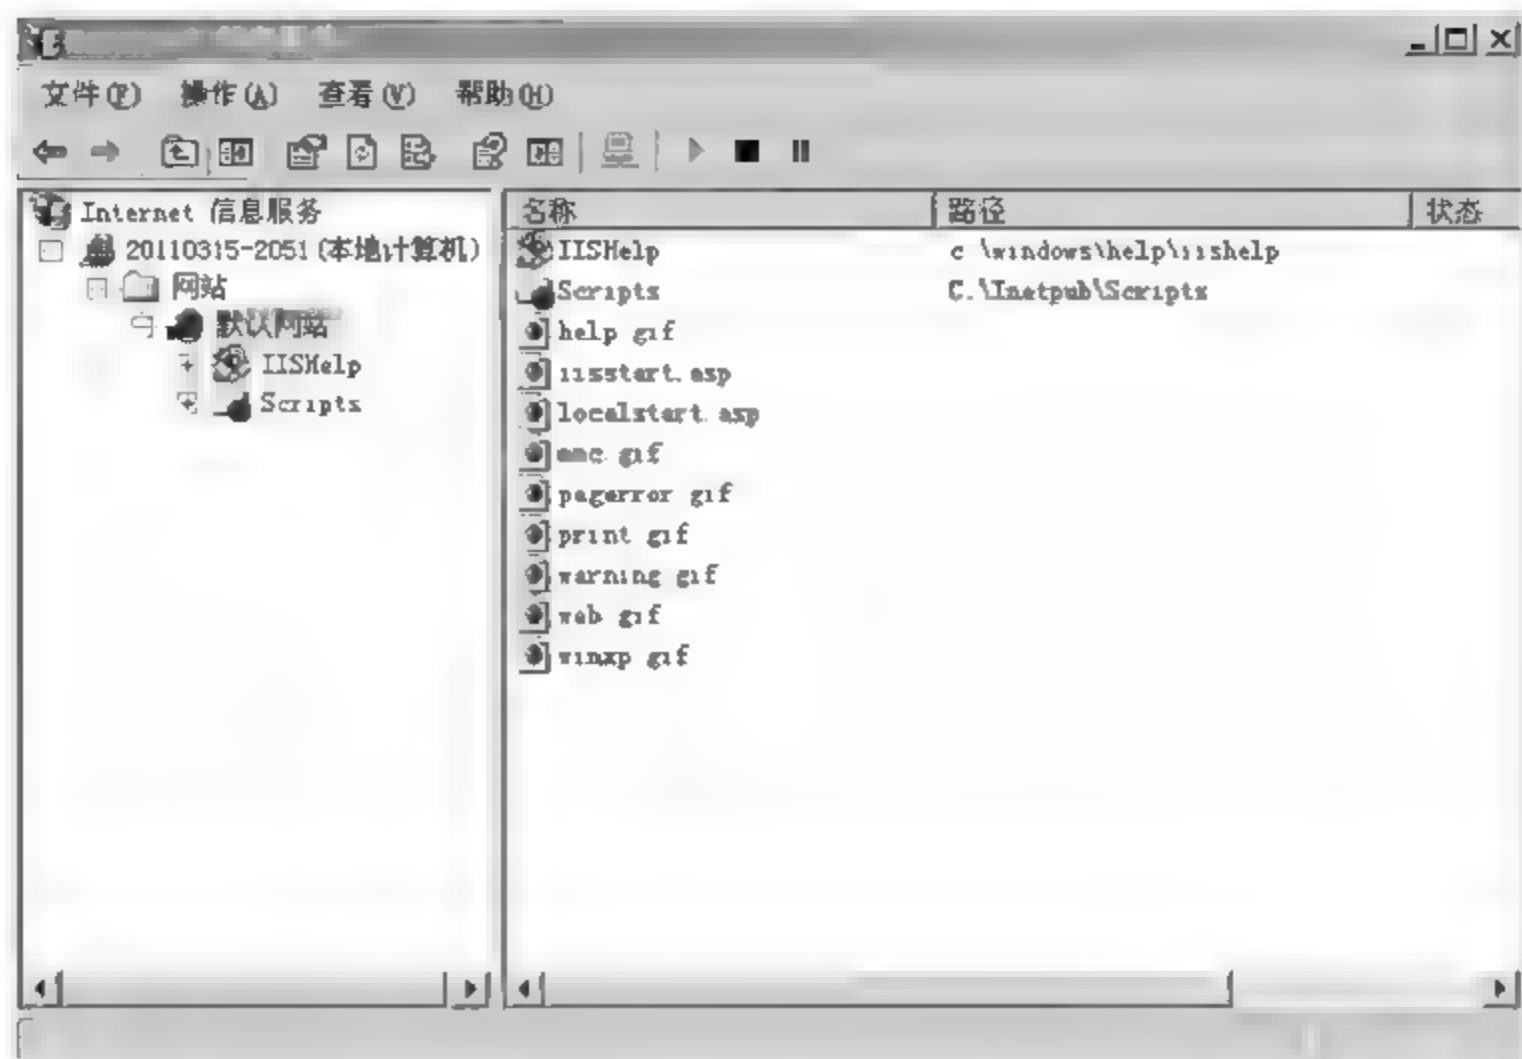 文件(F) 操作(A) 查看(V) 帮助(H)
Internet 信息服务
20110315-2051(本地计算机)
网站
默认网站
IISHelp
Scripts
名称 路径 状态
IISHelp c:\windows\help\iishelp
Scripts C:\Inetpub\Scripts
help.gif
iisstart.asp
localstart.asp
mmc.gif
pagerror.gif
print.gif
warning.gif
web.gif
winxp.gif